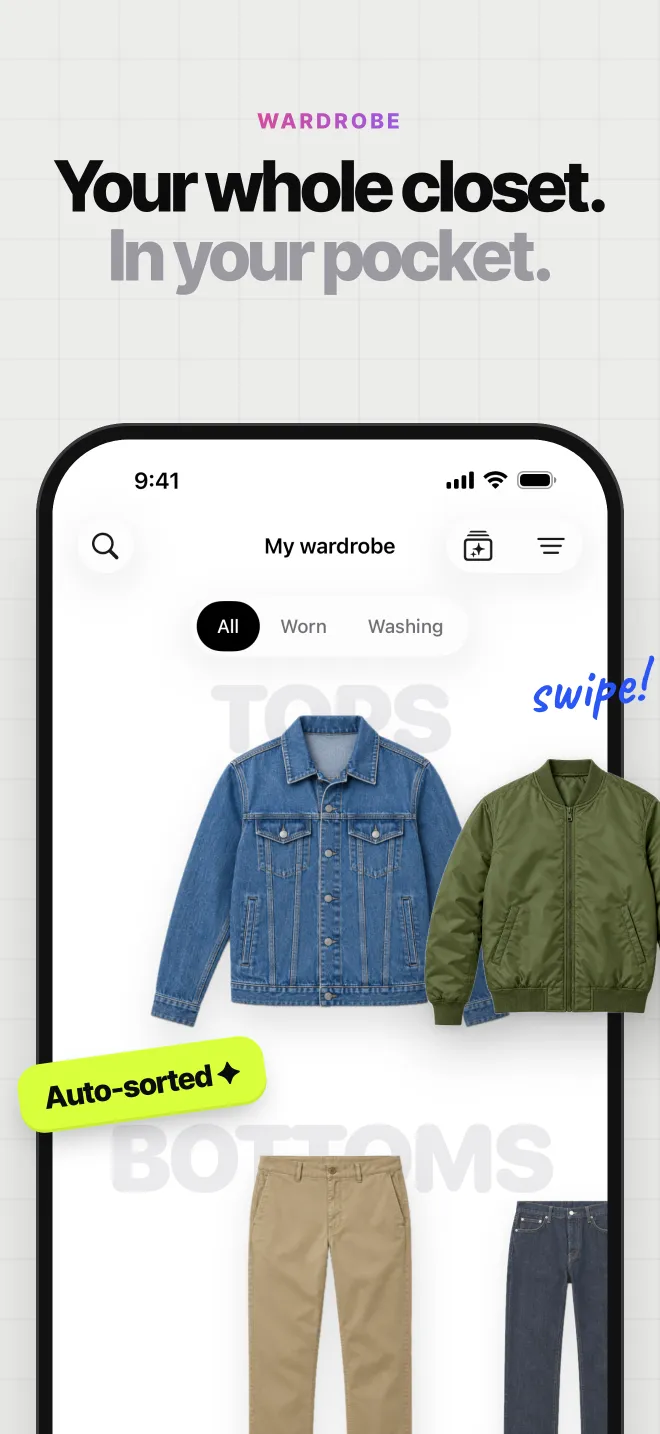 WARDROBE
Your whole closet.
In your pocket.
9:41
My wardrobe
All Worn Washing
swipe!
TOPS
Auto-sorted
BOTTOMS